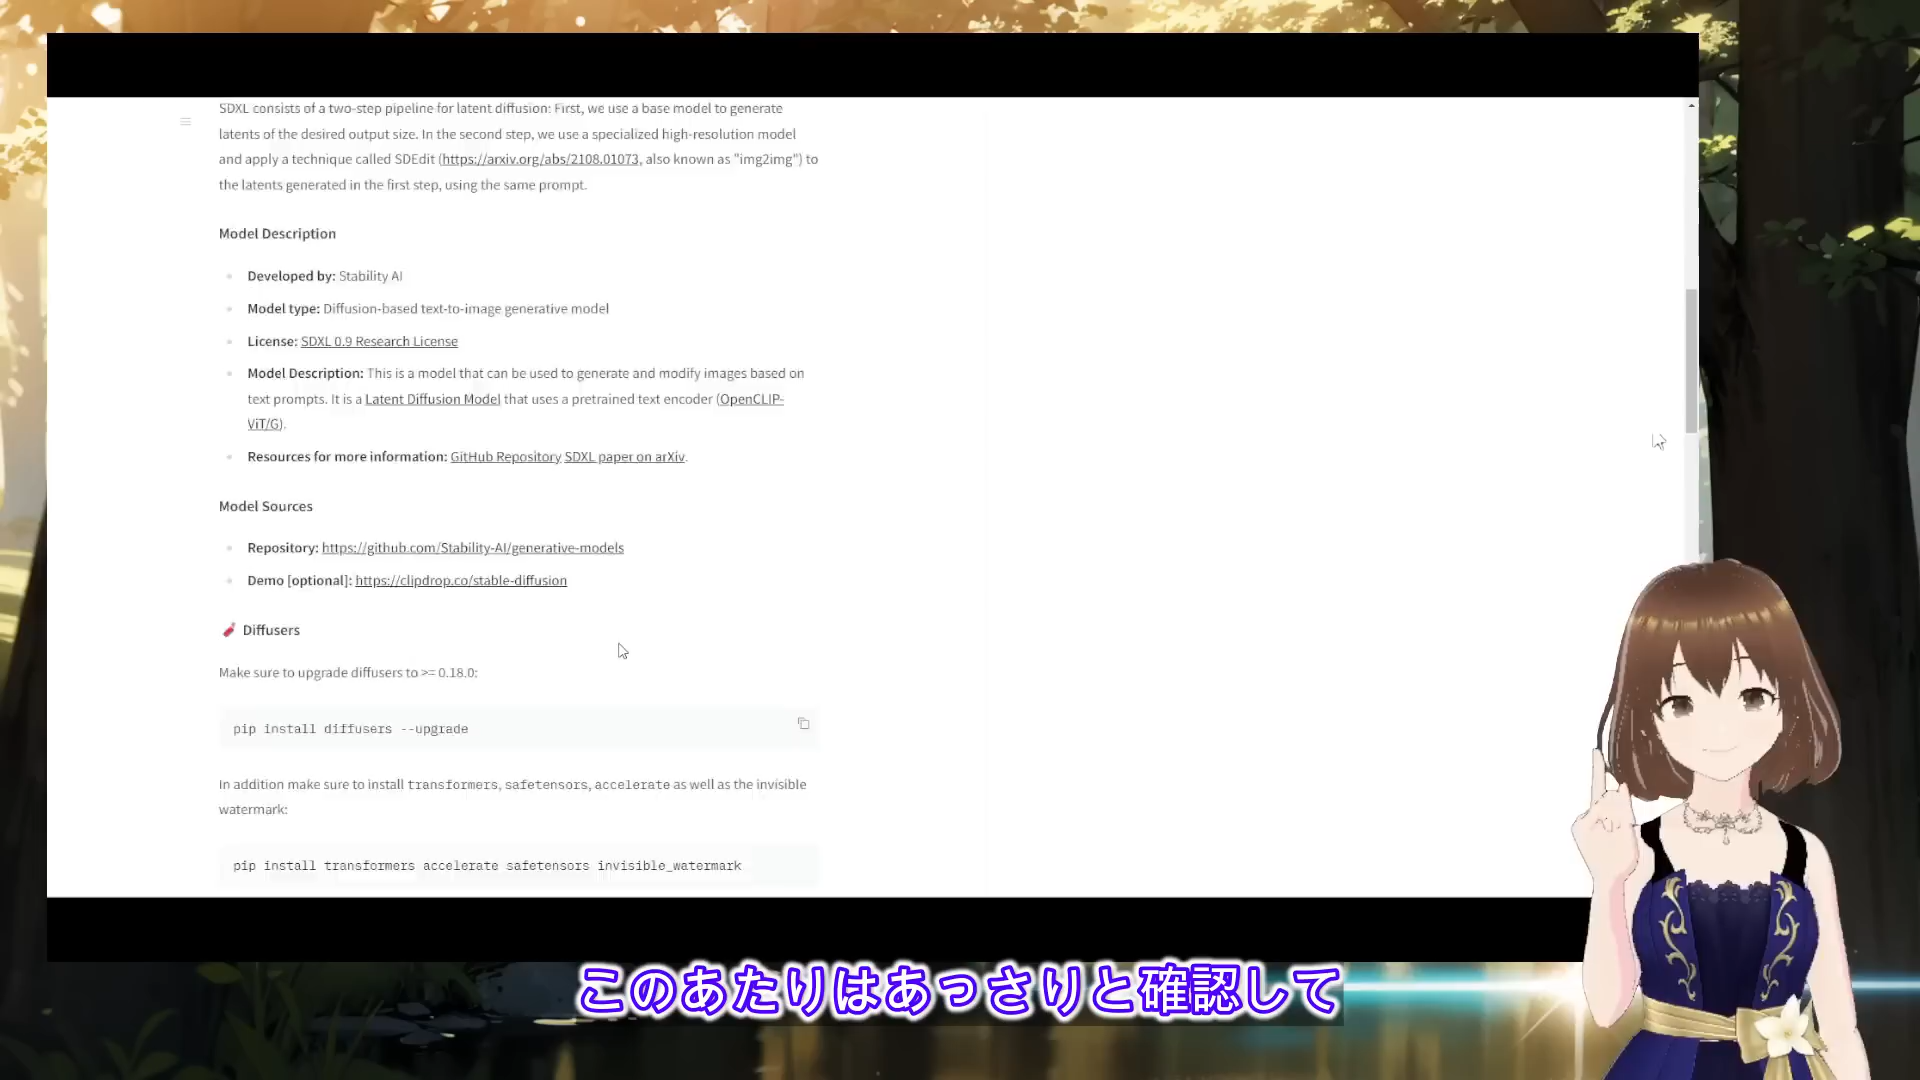 SDXL consists of a two-step pipeline for latent diffusion: First, we use a base model to generate
latents of the desired output size. In the second step, we use a specialized high-resolution model
and apply a technique called SDEdit (https://arxiv.org/abs/2108.01073, also known as "img2img") to
the latents generated in the first step, using the same prompt.
Model Description
Developed by: Stability AI
Model type: Diffusion-based text-to-image generative model
License: SDXL 0.9 Research License
Model Description: This is a model that can be used to generate and modify images based on
text prompts. It is a Latent Diffusion Model that uses a pretrained text encoder (OpenCLIP-
ViT/G).
Resources for more information: GitHub Repository SDXL paper on arXiv.
Model Sources
Repository: https://github.com/Stability-AI/generative-models
Demo [optional]: https://clipdrop.co/stable-diffusion
🧨 Diffusers
Make sure to upgrade diffusers to >= 0.18.0:
pip install diffusers --upgrade
In addition make sure to install transformers, safetensors, accelerate as well as the invisible
watermark:
pip install transformers accelerate safetensors invisible_watermark
このあたりはあっさりと確認して